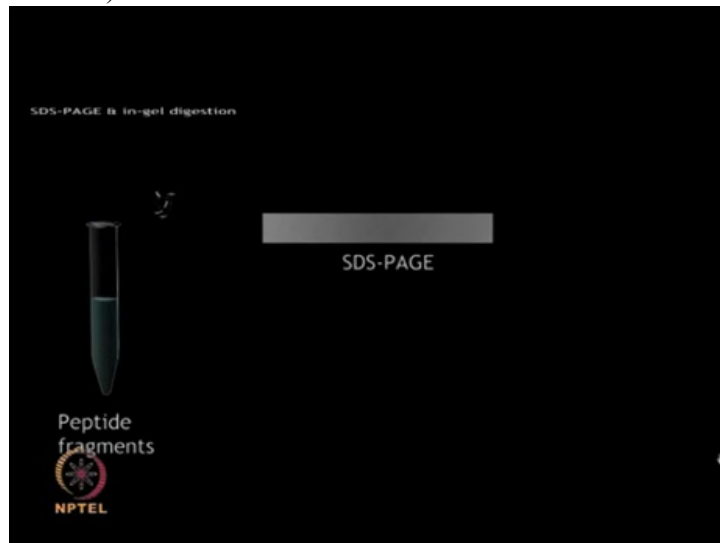 SDS-PAGE & in-gel digestion
SDS-PAGE
Peptide
fragments
NPTEL